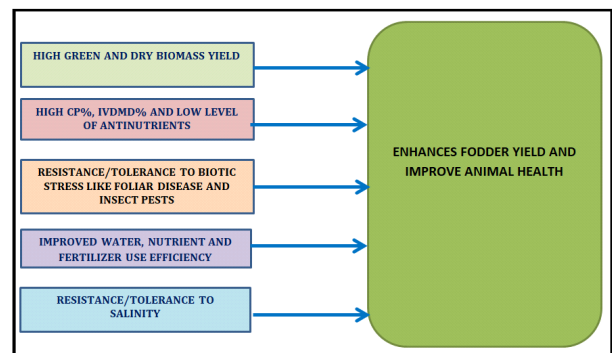 HIGH GREEN AND DRY BIOMASS YIELD
HIGH CP%, IVDMD% AND LOW LEVEL
OF ANTINUTRIENTS
RESISTANCE/TOLERANCE TO BIOTIC
STRESS LIKE FOLIAR DISEASE AND
INSECT PESTS
IMPROVED WATER, NUTRIENT AND
FERTILIZER USE EFFICIENCY
RESISTANCE/TOLERANCE TO
SALINITY
ENHANCES FODDER YIELD AND
IMPROVE ANIMAL HEALTH